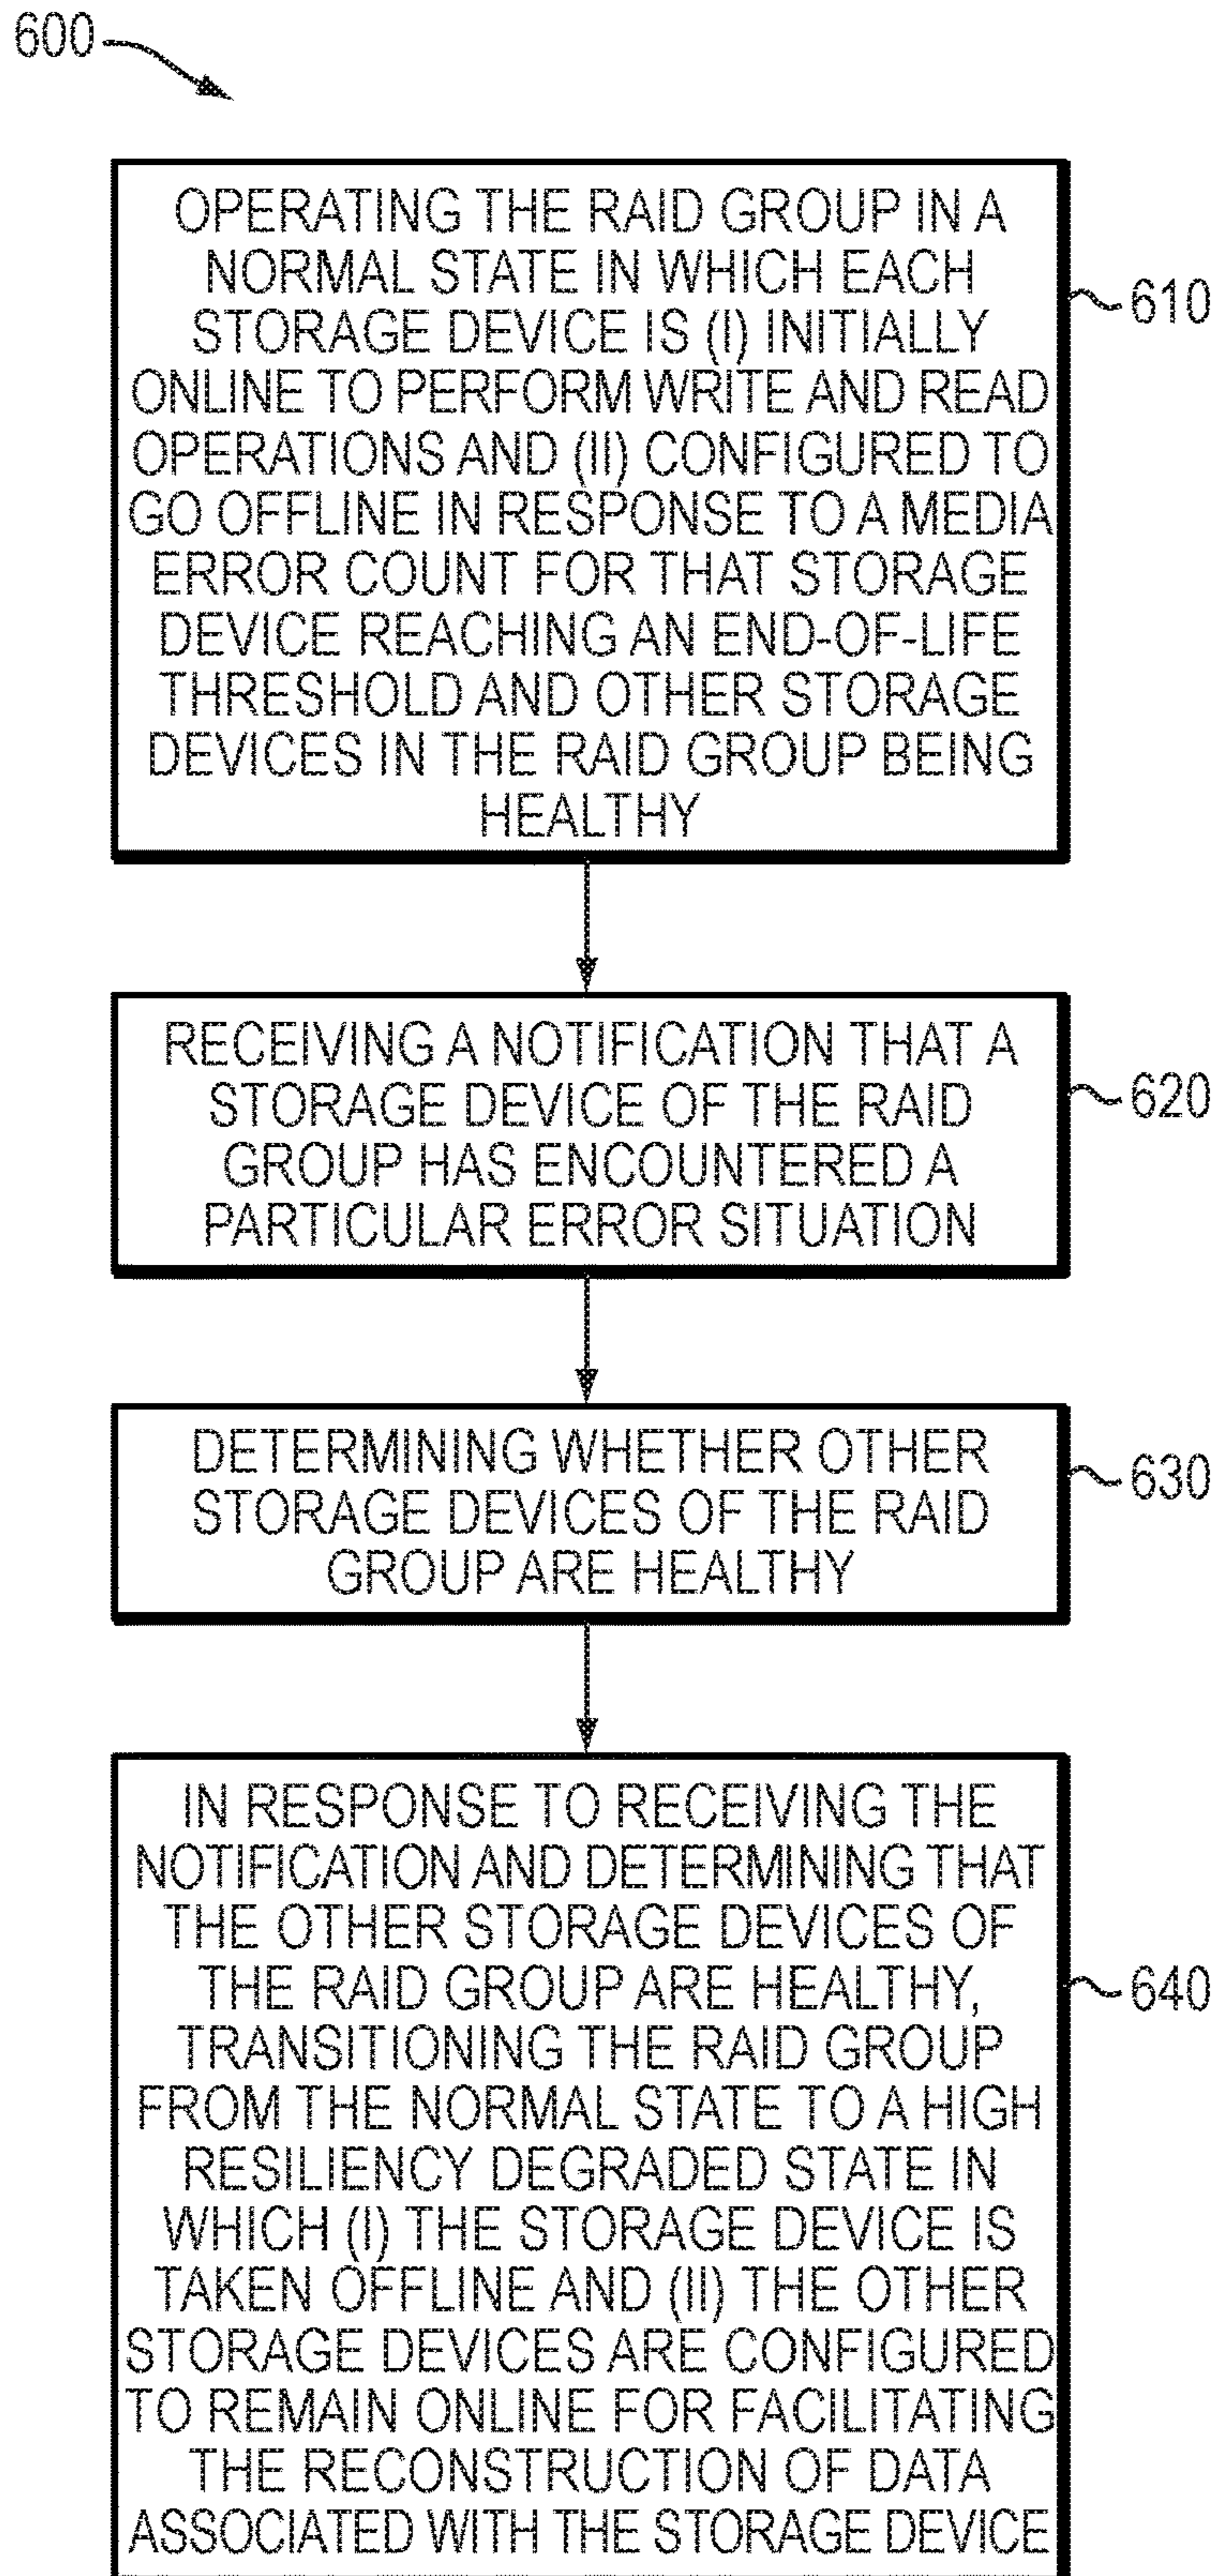 600
OPERATING THE RAID GROUP IN A
NORMAL STATE IN WHICH EACH
STORAGE DEVICE IS (I) INITIALLY
ONLINE TO PERFORM WRITE AND READ
OPERATIONS AND (II) CONFIGURED TO
GO OFFLINE IN RESPONSE TO A MEDIA
ERROR COUNT FOR THAT STORAGE
DEVICE REACHING AN END-OF-LIFE
THRESHOLD AND OTHER STORAGE
DEVICES IN THE RAID GROUP BEING
HEALTHY
610
RECEIVING A NOTIFICATION THAT A
STORAGE DEVICE OF THE RAID
GROUP HAS ENCOUNTERED A
PARTICULAR ERROR SITUATION
620
DETERMINING WHETHER OTHER
STORAGE DEVICES OF THE RAID
GROUP ARE HEALTHY
630
IN RESPONSE TO RECEIVING THE
NOTIFICATION AND DETERMINING THAT
THE OTHER STORAGE DEVICES OF
THE RAID GROUP ARE HEALTHY,
TRANSITIONING THE RAID GROUP
FROM THE NORMAL STATE TO A HIGH
RESILIENCY DEGRADED STATE IN
WHICH (I) THE STORAGE DEVICE IS
TAKEN OFFLINE AND (II) THE OTHER
STORAGE DEVICES ARE CONFIGURED
TO REMAIN ONLINE FOR FACILITATING
THE RECONSTRUCTION OF DATA
ASSOCIATED WITH THE STORAGE DEVICE
640